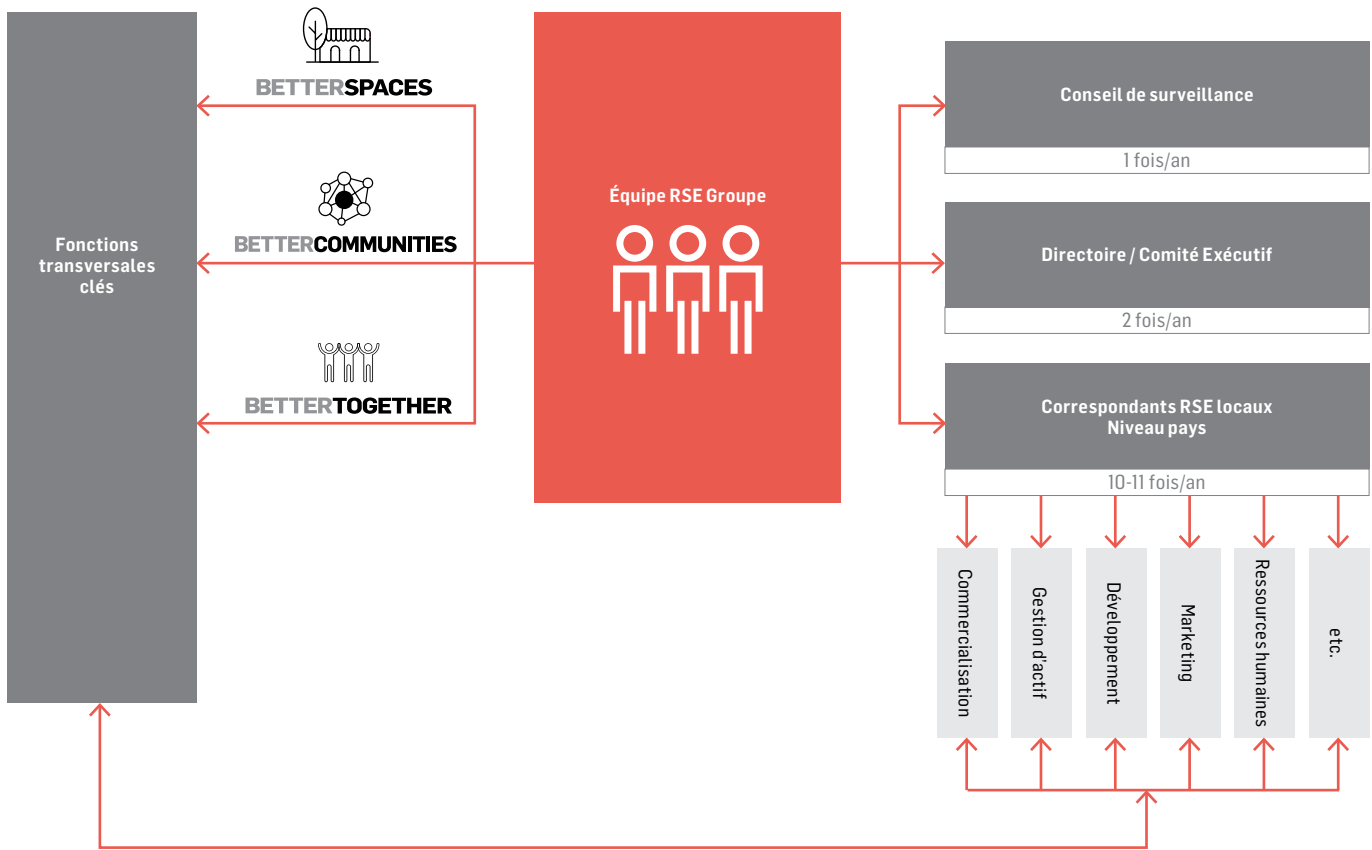 BETTERSPACES
BETTERCOMMUNITIES
BETTERTOGETHER
Fonctions
transversales
clés
Équipe RSE Groupe
Conseil de surveillance
1 fois/an
Directoire / Comité Exécutif
2 fois/an
Correspondants RSE locaux
Niveau pays
10-11 fois/an
Commercialisation
Gestion d'actif
Développement
Marketing
Ressources humaines
etc.